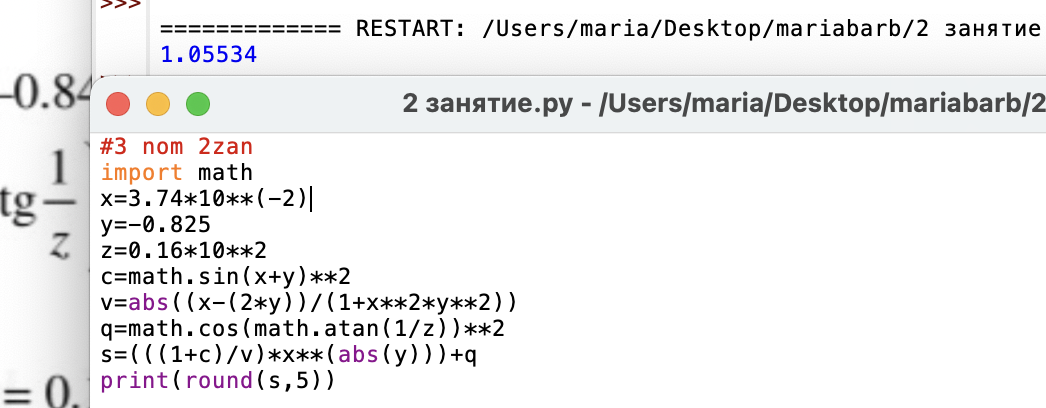 >>>
============= RESTART: /Users/maria/Desktop/mariabarb/2 занятие
1.05534
-0.84
tg 1
z
= 0.
2 занятие.py - /Users/maria/Desktop/mariabarb/2
#3 nom 2zan
import math
x=3.74*10**(-2)
y=-0.825
z=0.16*10**2
c=math.sin(x+y)**2
v=abs((x-(2*y))/(1+x**2*y**2))
q=math.cos(math.atan(1/z))**2
s=(((1+c)/v)*x**(abs(y)))+q
print(round(s,5))